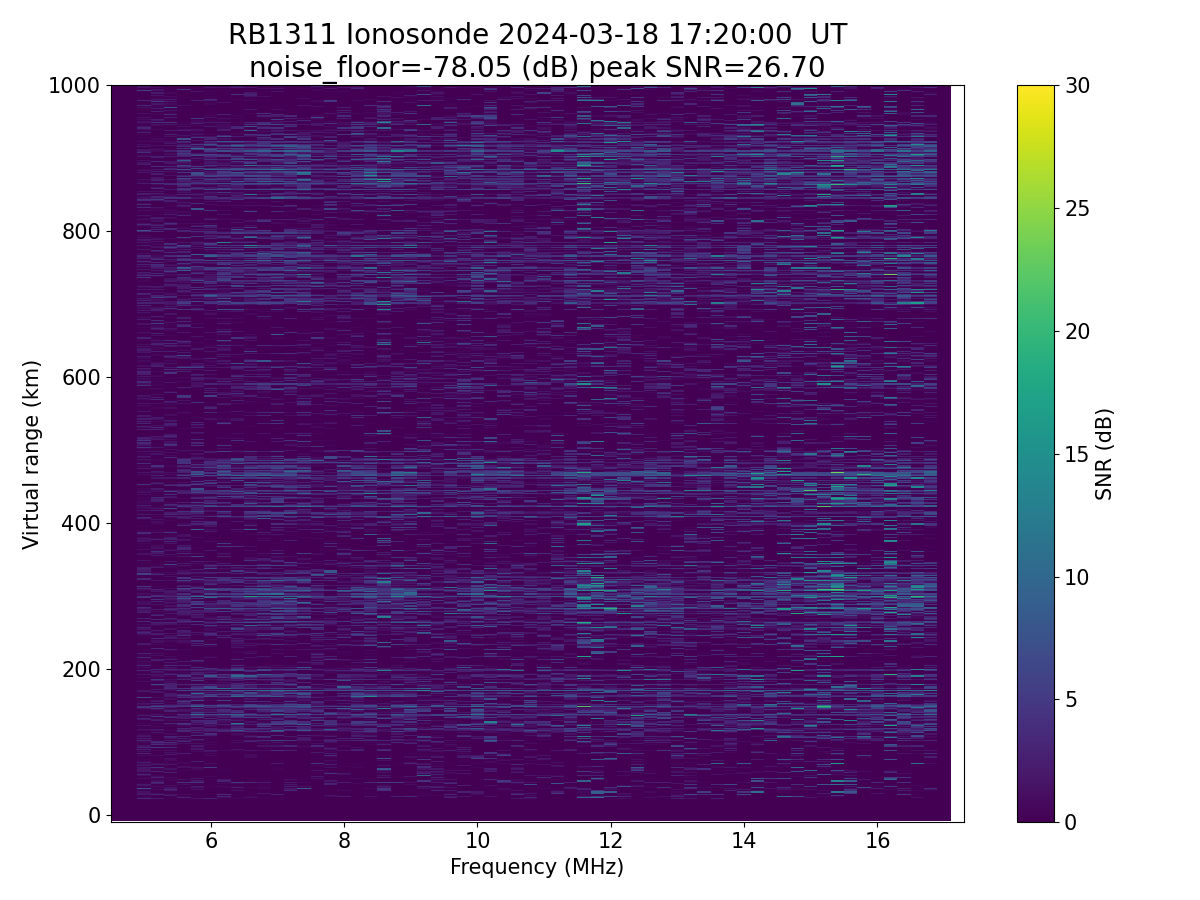 RB1311 Ionosonde 2024-03-18 17:20:00  UT
noise_floor=-78.05 (dB) peak SNR=26.70
1000
800
600
400
200
0
Virtual range (km)
6 8 10 12 14 16
Frequency (MHz)
30
25
20
15
10
5
0
SNR (dB)